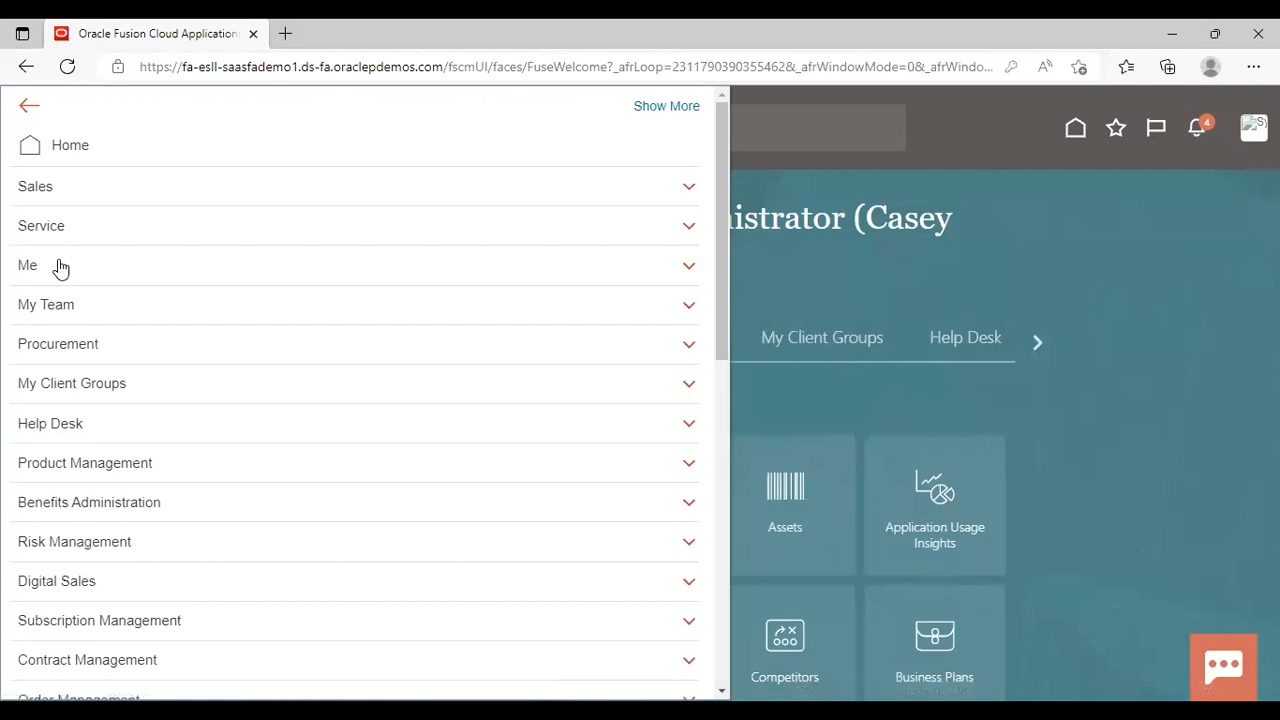 Oracle Fusion Cloud Application
https://fa-esll-saasfademo1.ds-fa.oraclepdemos.com/fscmUI/faces/FuseWelcome?_afrLoop=23117903903355462&_afrWindowMode=0&_afrWindo...
Show More
Home
Sales
Service
Me
My Team
Procurement
My Client Groups
Help Desk
Product Management
Benefits Administration
Risk Management
Digital Sales
Subscription Management
Contract Management
Order Management
4
istrator (Casey
My Client Groups
Help Desk
Assets
Application Usage
Insights
Competitors
Business Plans